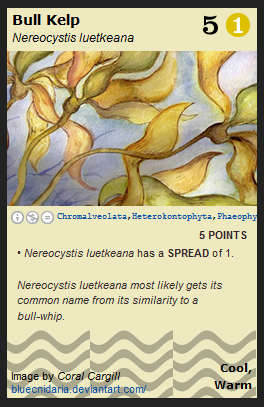 Bull Kelp 5 1
Nereocystis luetkeana
Chromalveolata,Heterokontophyta,Phaeophy
5 POINTS
• Nereocystis luetkeana has a SPREAD of 1.
Nereocystis luetkeana most likely gets its
common name from its similarity to a
bull-whip.
Cool,
Warm
Image by Coral Cargill
bluecnidaria.deviantart.com/